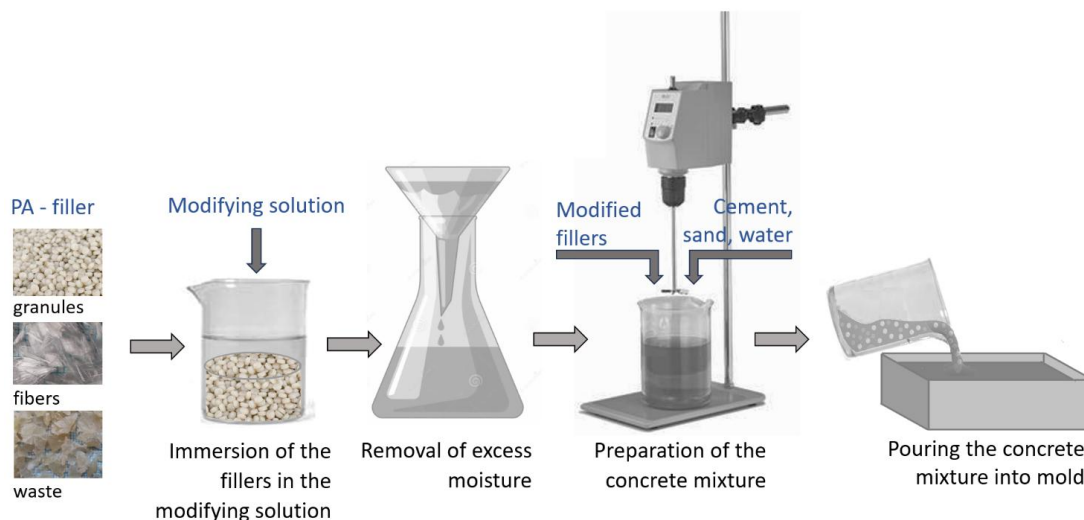 PA - filler
granules
fibers
waste
Modifying solution
Immersion of the
fillers in the
modifying solution
Removal of excess
moisture
Modified
fillers
Cement,
sand, water
Preparation of the
concrete mixture
Pouring the concrete
mixture into mold